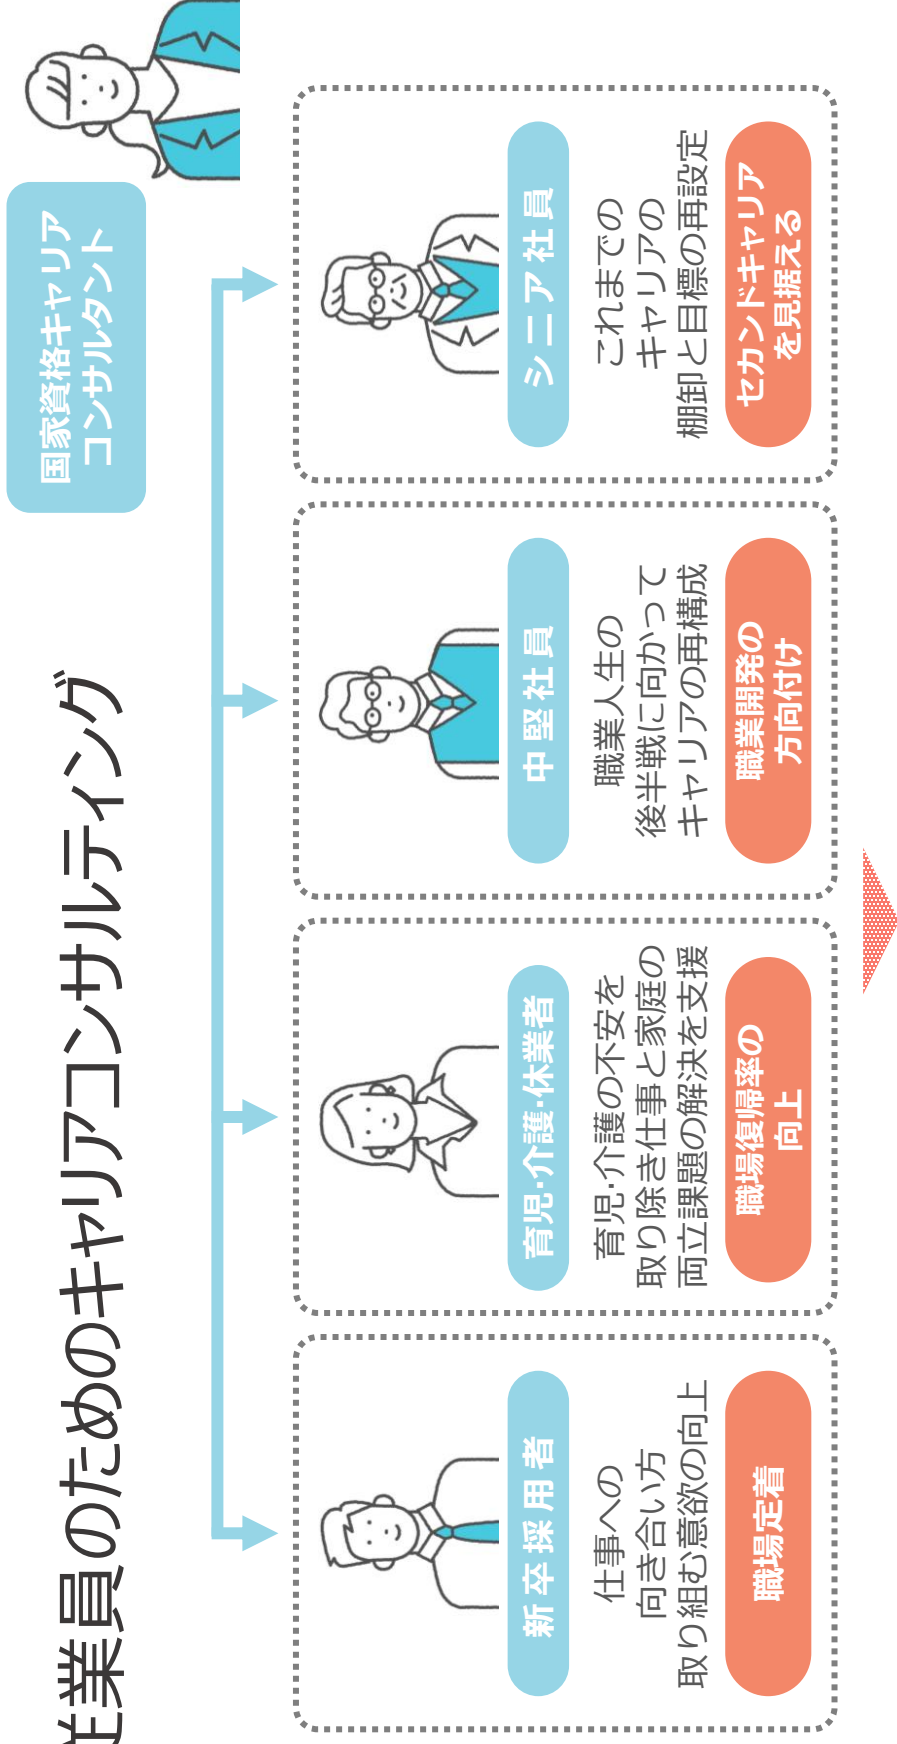 従業員のためのキャリアコンサルティング
国家資格キャリア
コンサルタント
新卒採用者
仕事への
向き合い方
取り組む意欲の向上
職場定着
育児・介護・休業者
育児・介護の不安を
取り除き仕事と家庭の
両立課題の解決を支援
職場復帰率の
向上
中堅社員
職業人生の
後半戦に向かって
キャリアの再構成
職業開発の
方向付け
シニア社員
これまでの
キャリアの
棚卸と目標の再設定
セカンドキャリア
を見据える